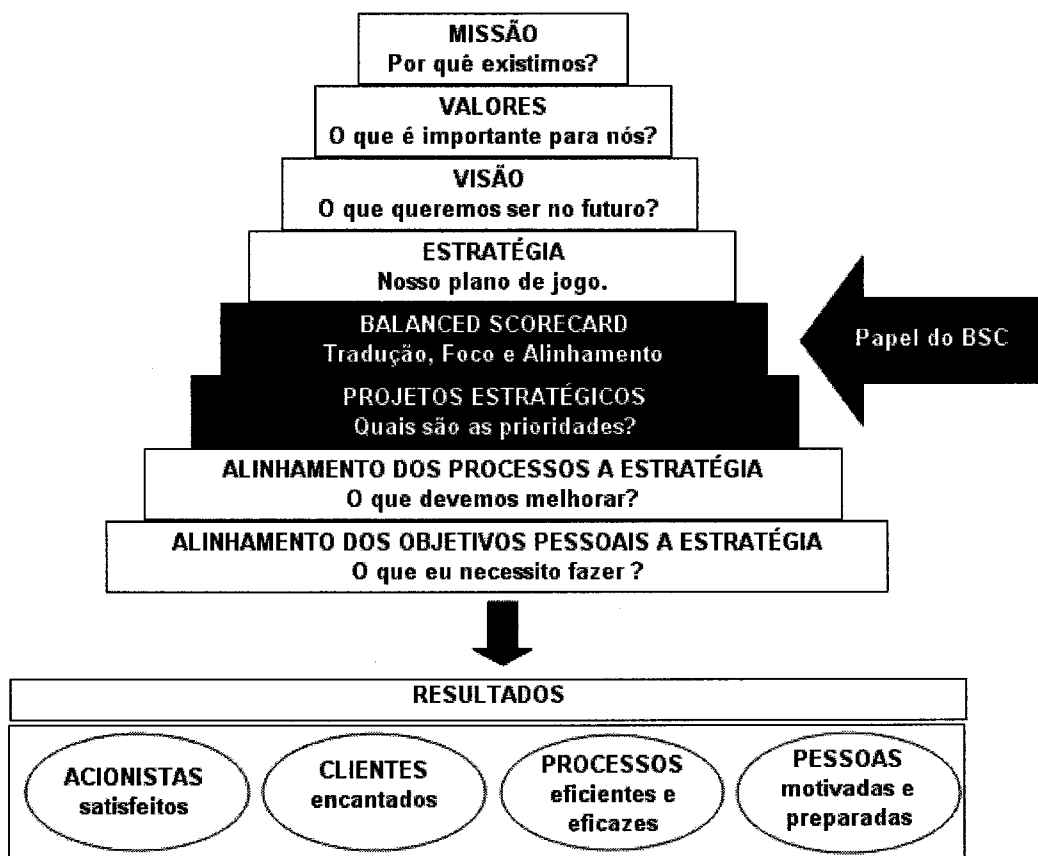 MISSÃO
Por quê existimos?
VALORES
O que é importante para nós?
VISÃO
O que queremos ser no futuro?
ESTRATÉGIA
Nosso plano de jogo.
BALANCED SCORECARD
Tradução, Foco e Alinhamento
Papel do BSC
PROJETOS ESTRATÉGICOS
Quais são as prioridades?
ALINHAMENTO DOS PROCESSOS A ESTRATÉGIA
O que devemos melhorar?
ALINHAMENTO DOS OBJETIVOS PESSOAIS A ESTRATÉGIA
O que eu necessito fazer ?
RESULTADOS
ACIONISTAS
satisfeitos
CLIENTES
encantados
PROCESSOS
eficientes e
eficazes
PESSOAS
motivadas e
preparadas